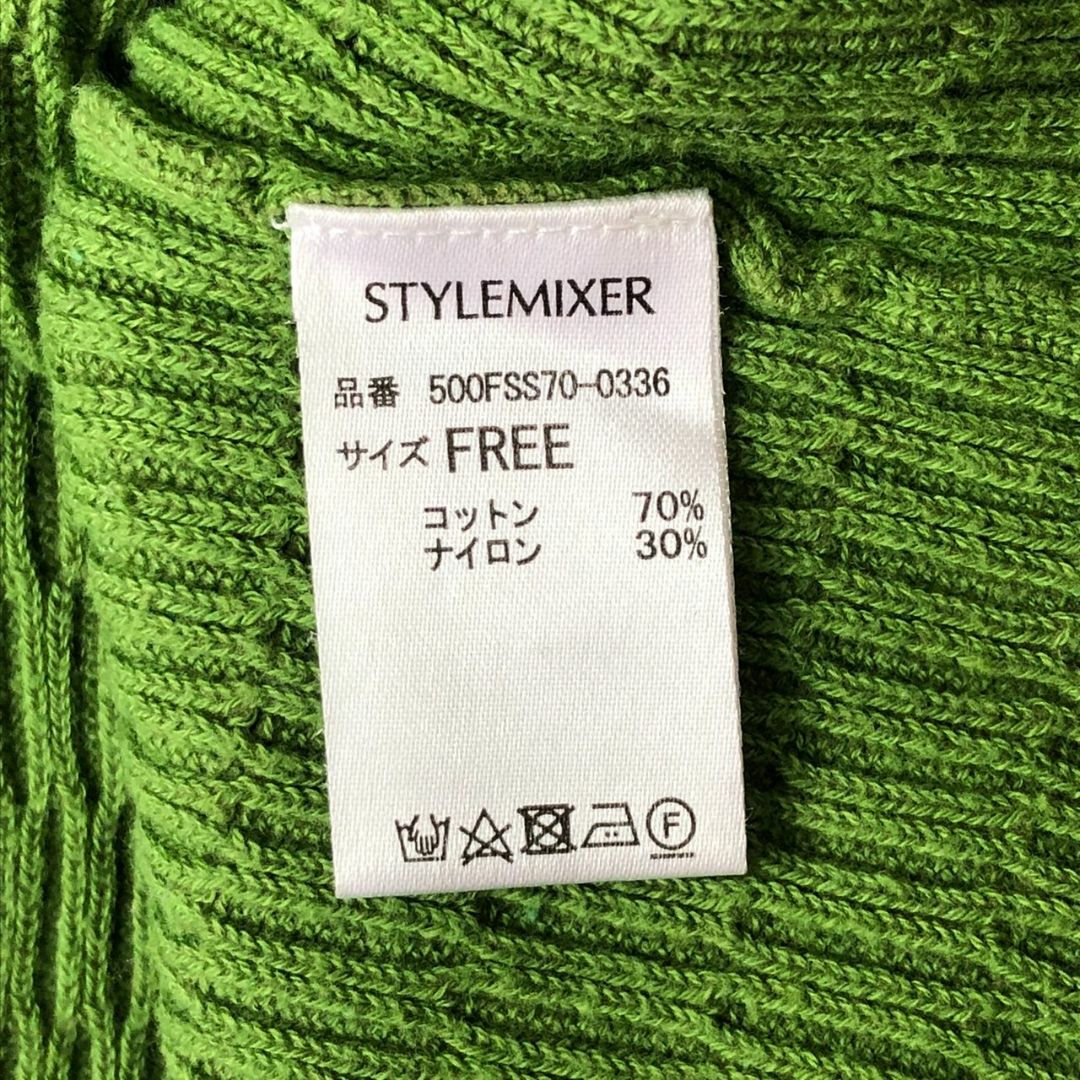 STYLEMIXER
品番 500FSS70-0336
サイズ FREE
コットン 70%
ナイロン 30%
F